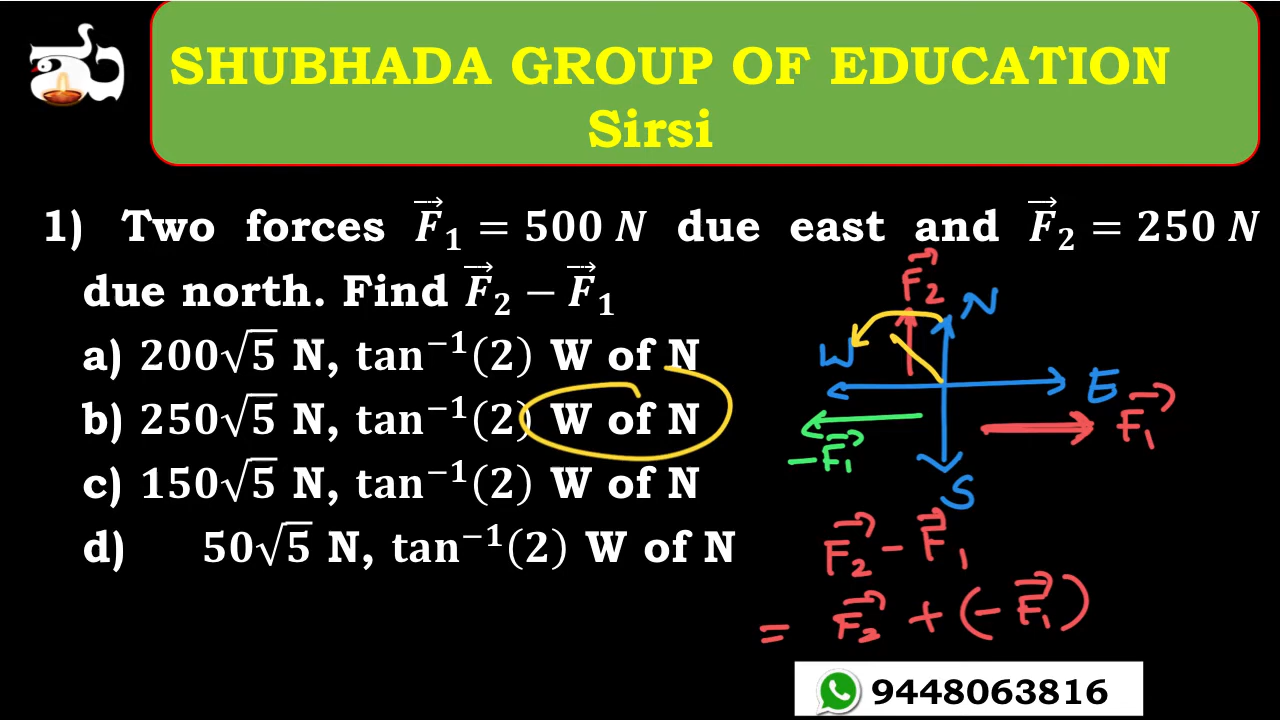 SHUBHADA GROUP OF EDUCATION
Sirsi
1) Two forces F⃗₁ = 500 N due east and F⃗₂ = 250 N
due north. Find F⃗₂ − F⃗₁
a) 200√5 N, tan⁻¹(2) W of N
b) 250√5 N, tan⁻¹(2) W of N
c) 150√5 N, tan⁻¹(2) W of N
d) 50√5 N, tan⁻¹(2) W of N
F⃗₂
N
W
E
F⃗₁
−F⃗₁
S
F⃗₂ − F⃗₁
= F⃗₂ + (−F⃗₁)
9448063816